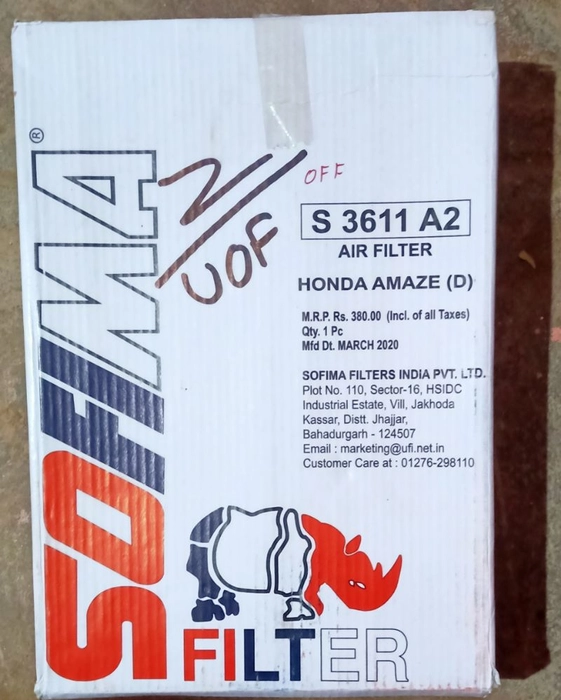 SOFIMA®
2/
UOF
OFF
S 3611 A2
AIR FILTER
HONDA AMAZE (D)
M.R.P. Rs. 380.00 (Incl. of all Taxes)
Qty. 1 Pc
Mfd Dt. MARCH 2020
SOFIMA FILTERS INDIA PVT. LTD.
Plot No. 110, Sector-16, HSIDC
Industrial Estate, Vill, Jakhoda
Kassar, Distt. Jhajjar,
Bahadurgarh - 124507
Email : marketing@ufi.net.in
Customer Care at : 01276-298110
FILTER